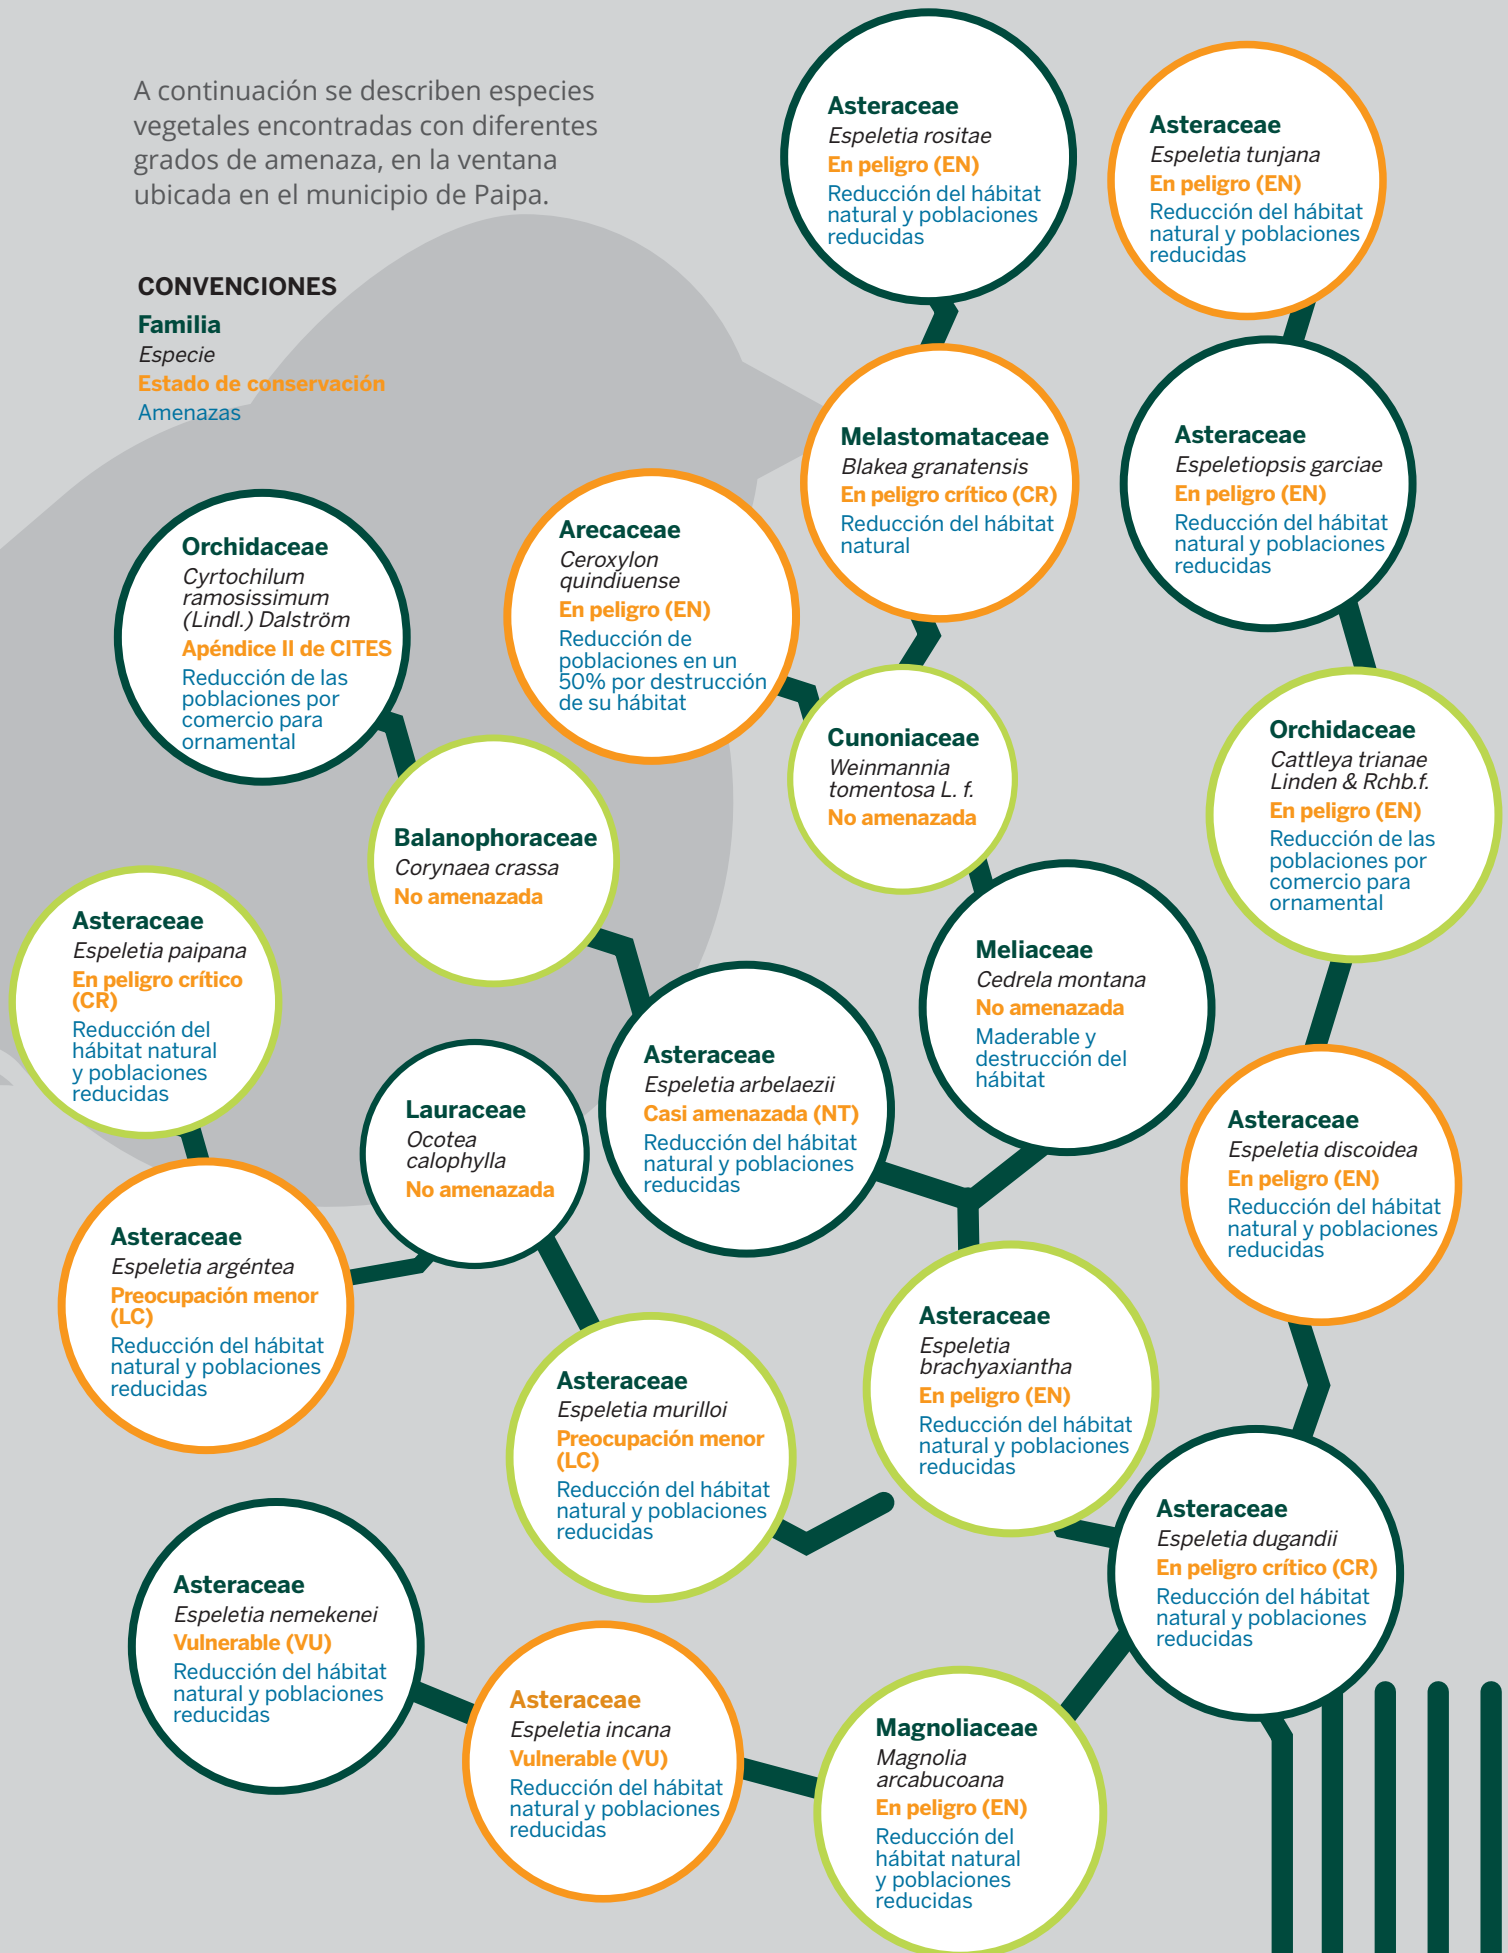 A continuación se describen especies
vegetales encontradas con diferentes
grados de amenaza, en la ventana
ubicada en el municipio de Paipa.
CONVENCIONES
Familia
Especie
Estado de conservación
Amenazas
Asteraceae
Espeletia rositae
En peligro (EN)
Reducción del hábitat
natural y poblaciones
reducidas
Asteraceae
Espeletia tunjana
En peligro (EN)
Reducción del hábitat
natural y poblaciones
reducidas
Melastomataceae
Blakea granatensis
En peligro crítico (CR)
Reducción del hábitat
natural
Asteraceae
Espeletiopsis garciae
En peligro (EN)
Reducción del hábitat
natural y poblaciones
reducidas
Orchidaceae
Cyrtochilum
ramosissimum
(Lindl.) Dalström
Apéndice II de CITES
Reducción de las
poblaciones por
comercio para
ornamental
Arecaceae
Ceroxylon
quindiuense
En peligro (EN)
Reducción de
poblaciones en un
50% por destrucción
de su hábitat
Cunoniaceae
Weinmannia
tomentosa L. f.
No amenazada
Orchidaceae
Cattleya trianae
Linden & Rchb.f.
En peligro (EN)
Reducción de las
poblaciones por
comercio para
ornamental
Balanophoraceae
Corynaea crassa
No amenazada
Asteraceae
Espeletia paipana
En peligro crítico
(CR)
Reducción del
hábitat natural
y poblaciones
reducidas
Meliaceae
Cedrela montana
No amenazada
Maderable y
destrucción del
hábitat
Asteraceae
Espeletia arbelaezii
Casi amenazada (NT)
Reducción del hábitat
natural y poblaciones
reducidas
Lauraceae
Ocotea
calophylla
No amenazada
Asteraceae
Espeletia discoidea
En peligro (EN)
Reducción del hábitat
natural y poblaciones
reducidas
Asteraceae
Espeletia argéntea
Preocupación menor
(LC)
Reducción del hábitat
natural y poblaciones
reducidas
Asteraceae
Espeletia
brachyaxiantha
En peligro (EN)
Reducción del hábitat
natural y poblaciones
reducidas
Asteraceae
Espeletia murilloi
Preocupación menor
(LC)
Reducción del hábitat
natural y poblaciones
reducidas
Asteraceae
Espeletia dugandii
En peligro crítico (CR)
Reducción del hábitat
natural y poblaciones
reducidas
Asteraceae
Espeletia nemekenei
Vulnerable (VU)
Reducción del hábitat
natural y poblaciones
reducidas
Asteraceae
Espeletia incana
Vulnerable (VU)
Reducción del hábitat
natural y poblaciones
reducidas
Magnoliaceae
Magnolia
arcabucoana
En peligro (EN)
Reducción del
hábitat natural
y poblaciones
reducidas